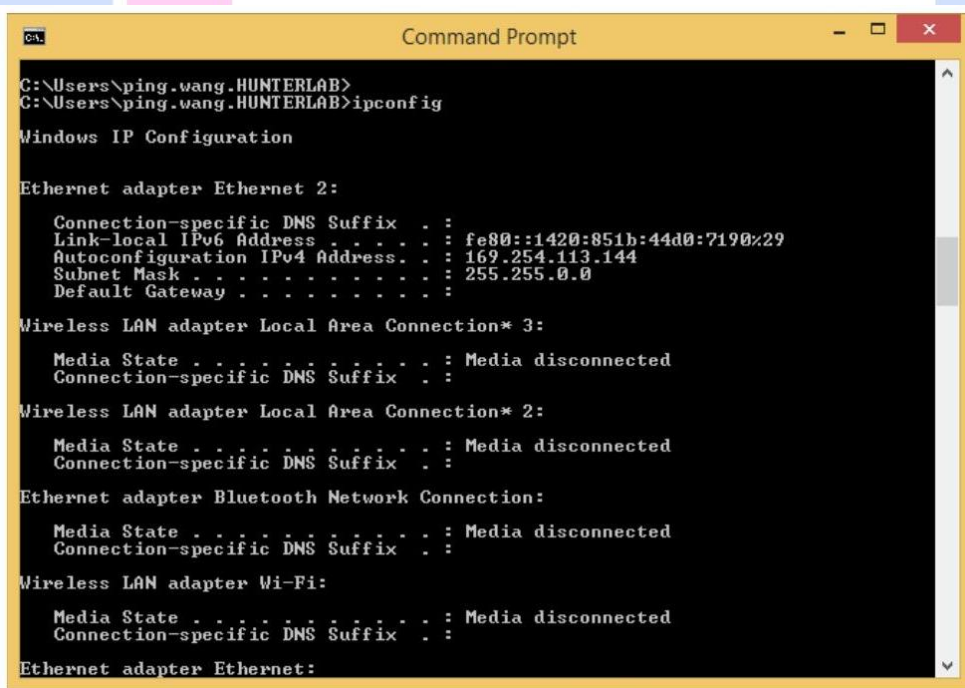 C:\.
Command Prompt
C:\Users\ping.wang.HUNTERLAB>
C:\Users\ping.wang.HUNTERLAB>ipconfig
Windows IP Configuration
Ethernet adapter Ethernet 2:
Connection-specific DNS Suffix  . :
Link-local IPv6 Address . . . . . : fe80::1420:851b:44d0:7190%29
Autoconfiguration IPv4 Address. . : 169.254.113.144
Subnet Mask . . . . . . . . . . . : 255.255.0.0
Default Gateway . . . . . . . . . :
Wireless LAN adapter Local Area Connection* 3:
Media State . . . . . . . . . . . : Media disconnected
Connection-specific DNS Suffix  . :
Wireless LAN adapter Local Area Connection* 2:
Media State . . . . . . . . . . . : Media disconnected
Connection-specific DNS Suffix  . :
Ethernet adapter Bluetooth Network Connection:
Media State . . . . . . . . . . . : Media disconnected
Connection-specific DNS Suffix  . :
Wireless LAN adapter Wi-Fi:
Media State . . . . . . . . . . . : Media disconnected
Connection-specific DNS Suffix  . :
Ethernet adapter Ethernet: